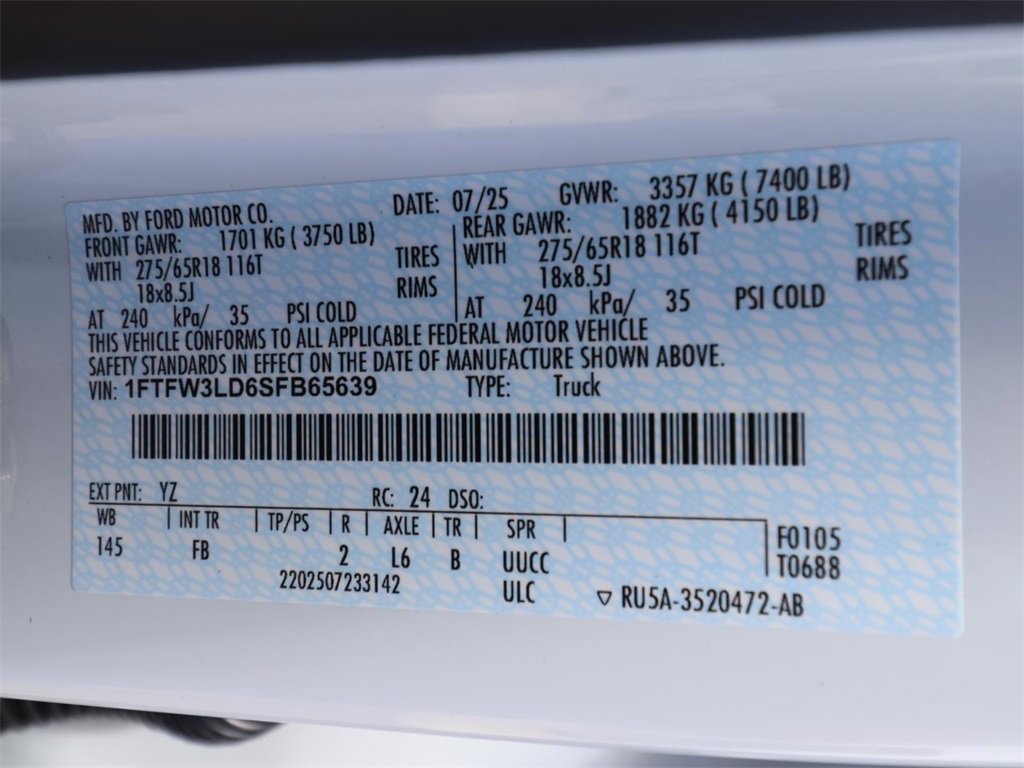 MFD. BY FORD MOTOR CO. DATE: 07/25 GVWR: 3357 KG ( 7400 LB)
FRONT GAWR: 1701 KG ( 3750 LB) REAR GAWR: 1882 KG ( 4150 LB)
WITH 275/65R18 116T TIRES WITH 275/65R18 116T TIRES
18x8.5J RIMS 18x8.5J RIMS
AT 240 kPa/ 35 PSI COLD AT 240 kPa/ 35 PSI COLD
THIS VEHICLE CONFORMS TO ALL APPLICABLE FEDERAL MOTOR VEHICLE
SAFETY STANDARDS IN EFFECT ON THE DATE OF MANUFACTURE SHOWN ABOVE.
VIN: 1FTFW3LD6SFB65639 TYPE: Truck
EXT PNT: YZ RC: 24 DSO:
WB INT TR TP/PS R AXLE TR SPR F0105
145 FB 2 L6 B UUCC T0688
2202507233142 ULC ▽ RU5A-3520472-AB